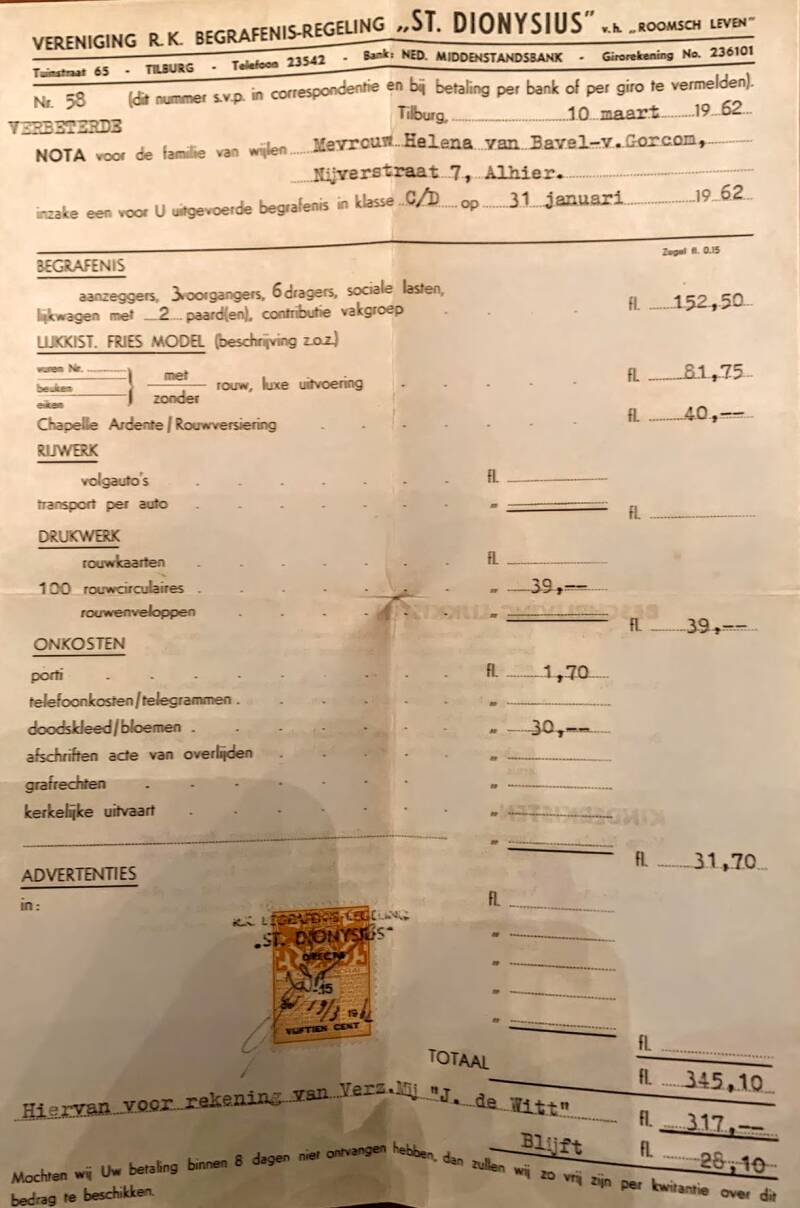 VERENIGING R.K. BEGRAFENIS-REGELING „ST. DIONYSIUS” v.h. „ROOMSCH LEVEN”
Tuinstraat 65 - TILBURG - Telefoon 23542 - Bank: NED. MIDDENSTANDSBANK - Girorekening No. 236101
Nr. 58 (dit nummer s.v.p. in correspondentie en bij betaling per bank of per giro te vermelden).
Tilburg, 10 maart 1962
VERBETERDE
NOTA voor de familie van wijlen Mevrouw Helena van Bavel-v.Gorcom,
Nijverstraat 7, Alhier.
inzake een voor U uitgevoerde begrafenis in klasse C/D op 31 januari 1962
Zegel fl. 0.15
BEGRAFENIS
aanzeggers, 3 voorgangers, 6 dragers, sociale lasten,
lijkwagen met 2 paard(en), contributie vakgroep fl. 152,50
LIJKKIST. FRIES MODEL (beschrijving z.o.z.)
vuren Nr.
beuken
eiken
met
zonder
rouw, luxe uitvoering fl. 81,75
Chapelle Ardente/Rouwversiering fl. 40,--
RIJWERK
volgauto's fl.
transport per auto „ fl.
DRUKWERK
rouwkaarten fl.
100 rouwcirculaires „ 39,--
rouwenveloppen „ fl. 39,--
ONKOSTEN
porti fl. 1,70
telefoonkosten/telegrammen „
doodskleed/bloemen „ 30,--
afschriften acte van overlijden „
grafrechten „
kerkelijke uitvaart „
„ fl. 31,70
ADVERTENTIES
in: fl.
„
„
„
„
R.K. BEGRAFENIS-REGELING
„ST. DIONYSIUS”
15
19/3 196
VIJFTIEN CENT
fl.
TOTAAL fl. 345,10
Hiervan voor rekening van Verz.Mij "J. de Witt" fl. 317,--
Blijft fl. 28,10
Mochten wij Uw betaling binnen 8 dagen niet ontvangen hebben, dan zullen wij zo vrij zijn per kwitantie over dit
bedrag te beschikken.